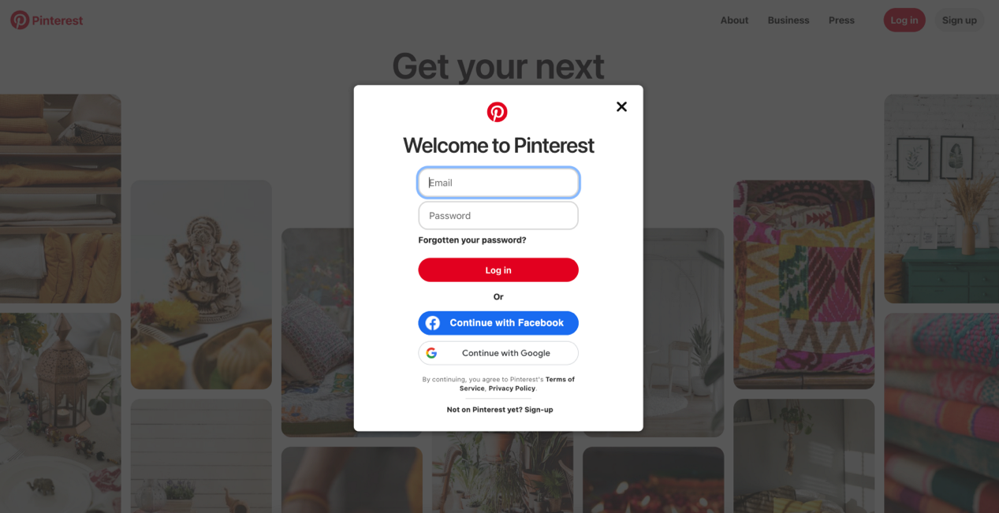 Pinterest
About Business Press Log in Sign up
Get your next
Welcome to Pinterest
Email
Password
Forgotten your password?
Log in
Or
Continue with Facebook
Continue with Google
By continuing, you agree to Pinterest's Terms of
Service, Privacy Policy.
Not on Pinterest yet? Sign-up